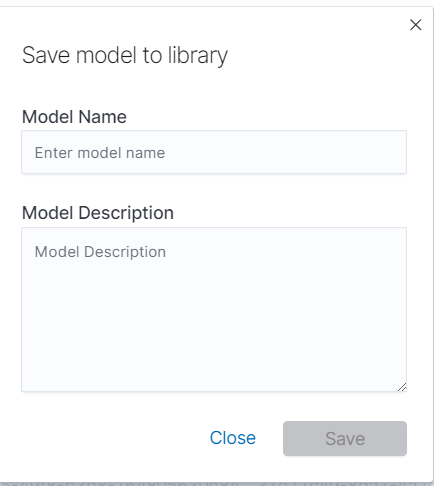 Save model to library
Model Name
Enter model name
Model Description
Model Description
Close Save